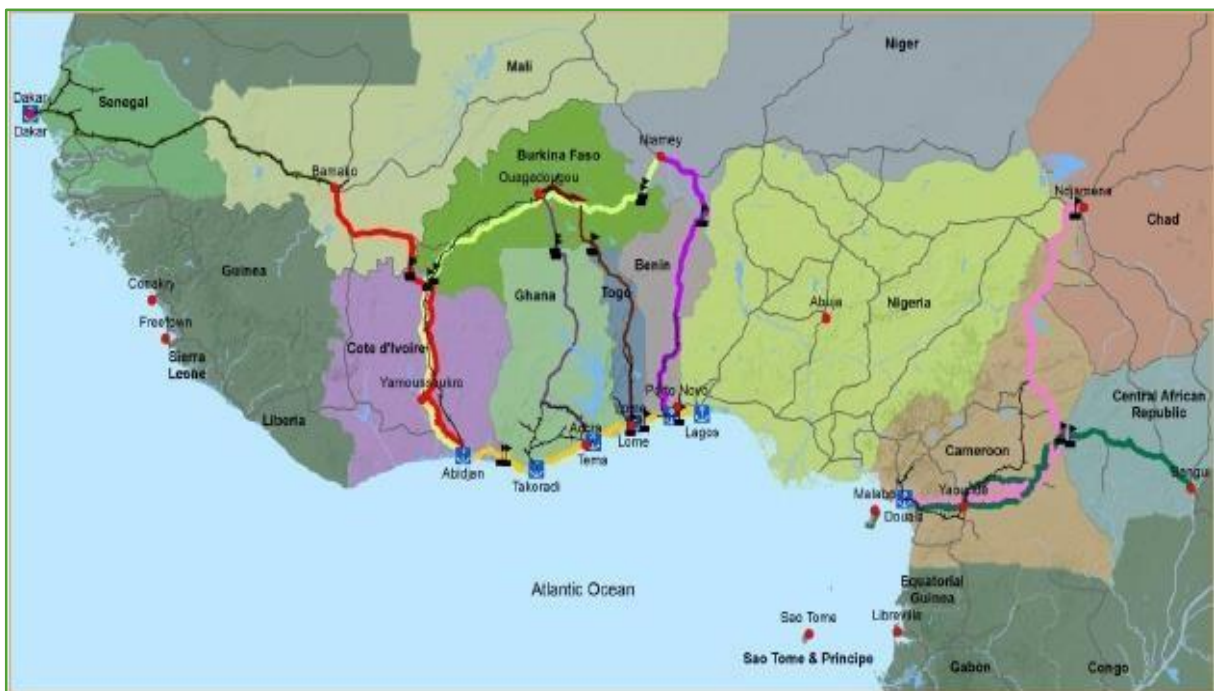 Niger
Mali
Dakar
Senegal
Dakar
Niamey
Burkina Faso
Bamako
Ouagadougou
Ndjamena
Chad
Guinea
Benin
Conakry
Ghana
Togo
Abuja
Nigeria
Freetown
Sierra
Leone
Cote d'Ivoire
Yamoussoukro
Porto Novo
Central African
Republic
Liberia
Accra
Lome
Lagos
Abidjan
Tema
Cameroon
Takoradi
Bangui
Malabo
Yaounde
Douala
Atlantic Ocean
Equatorial
Guinea
Sao Tome
Libreville
Sao Tome & Principe
Gabon
Congo